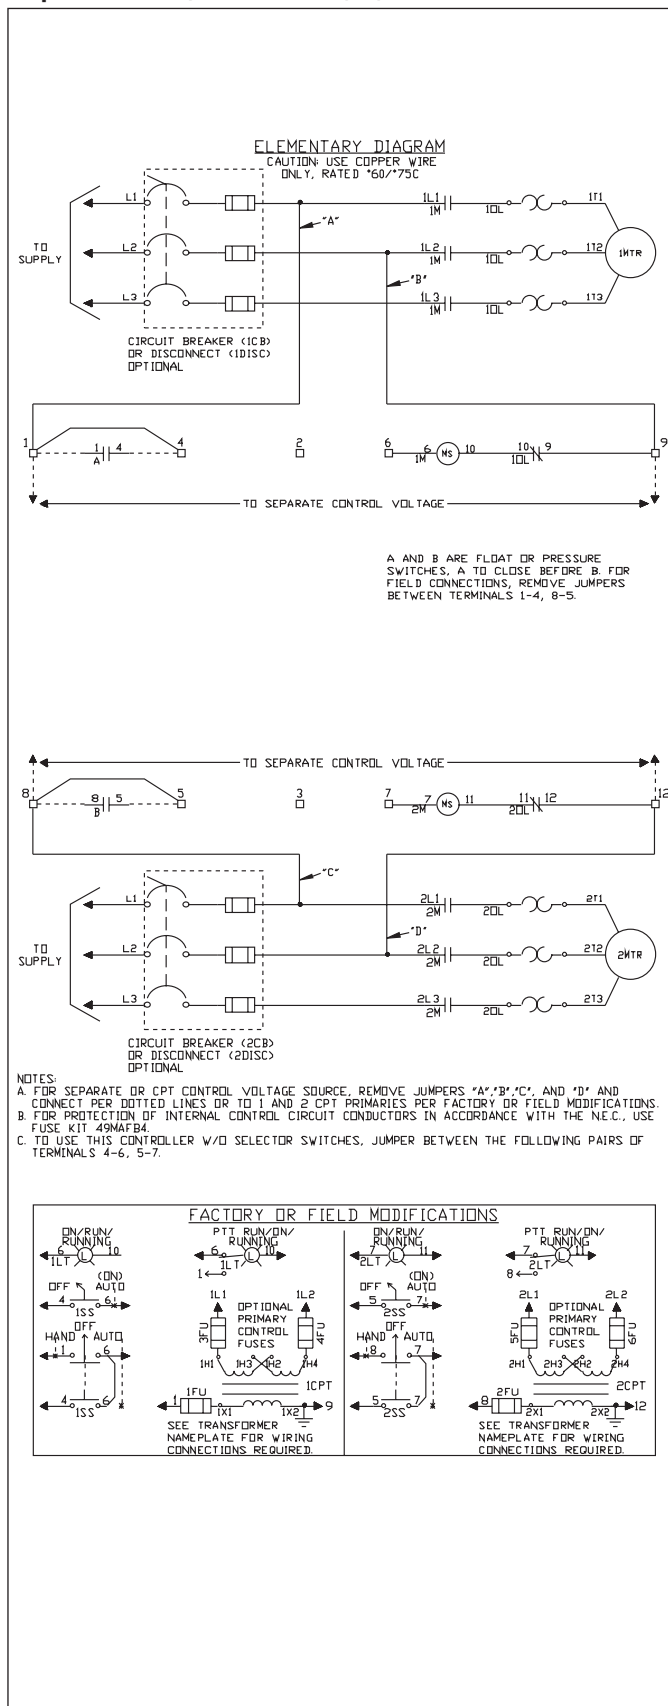 ELEMENTARY DIAGRAM
CAUTION: USE COPPER WIRE
ONLY, RATED °60/°75C
L1
1L1
1M
1OL
1T1
"A"
TO
SUPPLY
L2
1L2
1M
1OL
1T2
1MTR
"B"
L3
1L3
1M
1OL
1T3
CIRCUIT BREAKER (1CB)
OR DISCONNECT (1DISC)
OPTIONAL
1
1
4
A
4
2
6
6
1M
MS
10
10
1OL
9
9
TO SEPARATE CONTROL VOLTAGE
A AND B ARE FLOAT OR PRESSURE
SWITCHES, A TO CLOSE BEFORE B. FOR
FIELD CONNECTIONS, REMOVE JUMPERS
BETWEEN TERMINALS 1-4, 8-5.
TO SEPARATE CONTROL VOLTAGE
8
8
5
B
5
3
7
7
2M
MS
11
11
2OL
12
12
"C"
L1
2L1
2M
2OL
2T1
"D"
TO
SUPPLY
L2
2L2
2M
2OL
2T2
2MTR
L3
2L3
2M
2OL
2T3
CIRCUIT BREAKER (2CB)
OR DISCONNECT (2DISC)
OPTIONAL
NOTES:
A. FOR SEPARATE OR CPT CONTROL VOLTAGE SOURCE, REMOVE JUMPERS "A","B","C", AND "D" AND
CONNECT PER DOTTED LINES OR TO 1 AND 2 CPT PRIMARIES PER FACTORY OR FIELD MODIFICATIONS.
B. FOR PROTECTION OF INTERNAL CONTROL CIRCUIT CONDUCTORS IN ACCORDANCE WITH THE N.E.C., USE
FUSE KIT 49MAFB4.
C. TO USE THIS CONTROLLER W/O SELECTOR SWITCHES, JUMPER BETWEEN THE FOLLOWING PAIRS OF
TERMINALS 4-6, 5-7.
FACTORY OR FIELD MODIFICATIONS
ON/RUN/
RUNNING
6
L
10
1LT
OFF
(ON)
AUTO
4
6
1SS
OFF
HAND
AUTO
1
6
4
6
1SS
PTT RUN/ON/
RUNNING
6
L
10
1LT
1
1L1
1L2
OPTIONAL
PRIMARY
CONTROL
FUSES
3FU
4FU
1H1
1H3
1H2
1H4
1CPT
1
1FU
1X1
1X2
9
SEE TRANSFORMER
NAMEPLATE FOR WIRING
CONNECTIONS REQUIRED.
ON/RUN/
RUNNING
7
L
11
2LT
OFF
(ON)
AUTO
5
7
2SS
OFF
HAND
AUTO
8
7
5
7
2SS
PTT RUN/ON/
RUNNING
7
L
11
2LT
8
2L1
2L2
OPTIONAL
PRIMARY
CONTROL
FUSES
5FU
6FU
2H1
2H3
2H2
2H4
2CPT
8
2FU
2X1
2X2
12
SEE TRANSFORMER
NAMEPLATE FOR WIRING
CONNECTIONS REQUIRED.